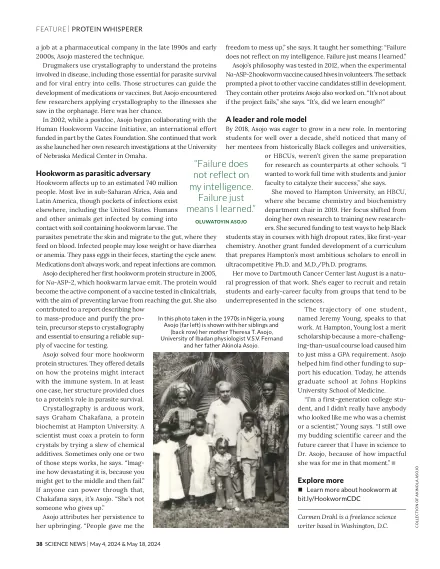 FEATURE | PROTEIN WHISPERER
a job at a pharmaceutical company in the late 1990s and early
2000s, Asojo mastered the technique.
Drugmakers use crystallography to understand the proteins
involved in disease, including those essential for parasite survival
and for viral entry into cells. Those structures can guide the
development of medications or vaccines. But Asojo encountered
few researchers applying crystallography to the illnesses she
saw in the orphanage. Here was her chance.
In 2002, while a postdoc, Asojo began collaborating with the
Human Hookworm Vaccine Initiative, an international effort
funded in part by the Gates Foundation. She continued that work
as she launched her own research investigations at the University
of Nebraska Medical Center in Omaha.
Hookworm as parasitic adversary
Hookworm affects up to an estimated 740 million
people. Most live in sub-Saharan Africa, Asia and
Latin America, though pockets of infections exist
elsewhere, including the United States. Humans
and other animals get infected by coming into
contact with soil containing hookworm larvae. The
parasites penetrate the skin and migrate to the gut, where they
feed on blood. Infected people may lose weight or have diarrhea
or anemia. They pass eggs in their feces, starting the cycle anew.
Medications don't always work, and repeat infections are common.
Asojo deciphered her first hookworm protein structure in 2005,
for Na-ASP-2, which hookworm larvae emit. The protein would
become the active component of a vaccine tested in clinical trials,
with the aim of preventing larvae from reaching the gut. She also
contributed to a report describing how
to mass-produce and purify the pro-
tein, precursor steps to crystallography
and essential to ensuring a reliable sup-
ply of vaccine for testing.
Asojo solved four more hookworm
protein structures. They offered details
on how the proteins might interact
with the immune system. In at least
one case, her structure provided clues
to a protein's role in parasite survival.
Crystallography is arduous work,
says Graham Chakafana, a protein
biochemist at Hampton University. A
scientist must coax a protein to form
crystals by trying a slew of chemical
additives. Sometimes only one or two
of those steps works, he says. "Imag-
ine how devastating it is, because you
might get to the middle and then fail."
If anyone can power through that,
Chakafana says, it's Asojo. "She's not
someone who gives up."
Asojo attributes her persistence to
her upbringing. "People gave me the
freedom to mess up," she says. It taught her something: "Failure
does not reflect on my intelligence. Failure just means I learned."
Asojo's philosophy was tested in 2012, when the experimental
Na-ASP-2 hookworm vaccine caused hives in volunteers. The setback
prompted a pivot to other vaccine candidates still in development.
They contain other proteins Asojo also worked on. "It's not about
if the project fails," she says. "It's, did we learn enough?"
A leader and role model
By 2018, Asojo was eager to grow in a new role. In mentoring
students for well over a decade, she'd noticed that many of
her mentees from historically Black colleges and universities,
or HBCUs, weren't given the same preparation
for research as counterparts at other schools. "I
wanted to work full time with students and junior
faculty to catalyze their success," she says.
She moved to Hampton University, an HBCU,
where she became chemistry and biochemistry
department chair in 2019. Her focus shifted from
doing her own research to training new research-
ers. She secured funding to test ways to help Black
students stay in courses with high dropout rates, like first-year
chemistry. Another grant funded development of a curriculum
that prepares Hampton's most ambitious scholars to enroll in
ultracompetitive Ph.D. and M.D./Ph.D. programs.
Her move to Dartmouth Cancer Center last August is a natu-
ral progression of that work. She's eager to recruit and retain
students and early-career faculty from groups that tend to be
underrepresented in the sciences.
The trajectory of one student,
named Jeremy Young, speaks to that
work. At Hampton, Young lost a merit
scholarship because a more-challeng-
ing-than-usual course load caused him
to just miss a GPA requirement. Asojo
helped him find other funding to sup-
port his education. Today, he attends
graduate school at Johns Hopkins
University School of Medicine.
"I'm a first-generation college stu-
dent, and I didn't really have anybody
who looked like me who was a chem-
ist or a scientist," Young says. "I still owe
my budding scientific career and the
future career that I have in science to
Dr. Asojo, because of how impactful
she was for me in that moment."
Explore more
Learn more about hookworm at
bit.ly/HookwormCDC
Carmen Drahl is a freelance science
writer based in Washington, D.C.
"Failure does
not reflect on
my intelligence.
Failure just
means I learned."
OLUWATOYIN ASOJO
In this photo taken in the 1970s in Nigeria, young
Asojo (far left) is shown with her siblings and
(back row) her mother Theresa T. Asojo,
University of Ibadan physiologist V.S.V. Fernand
and her father Akinola Asojo.
COLLECTION OF AKINOLA ASOJO
38 SCIENCE NEWS | May 4, 2024 & May 18, 2024